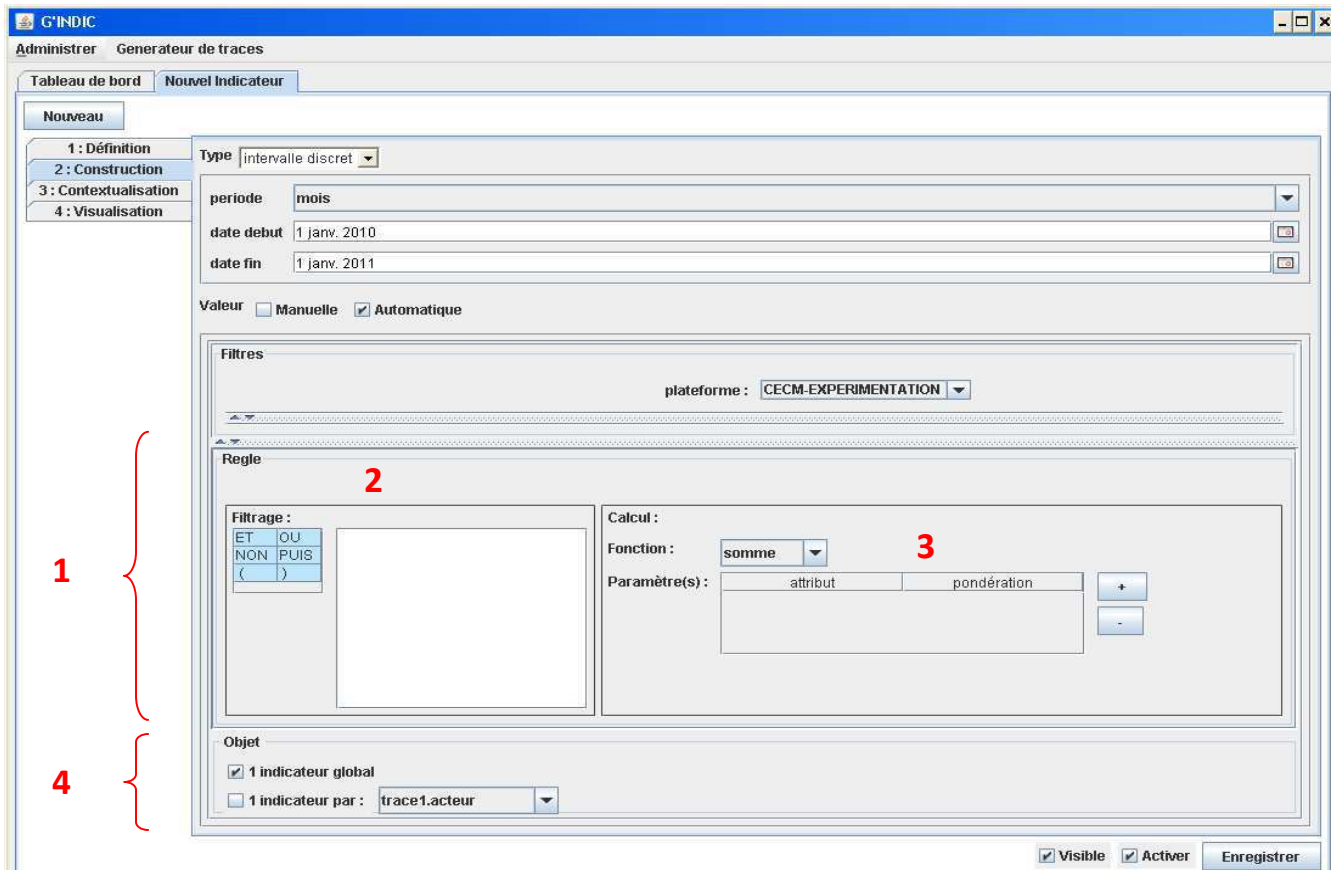 G'INDIC
Administrer Generateur de traces
Tableau de bord Nouvel Indicateur
Nouveau
1 : Définition
2 : Construction
3 : Contextualisation
4 : Visualisation
Type intervalle discret
periode mois
date debut 1 janv. 2010
date fin 1 janv. 2011
Valeur Manuelle Automatique
Filtres
plateforme : CECM-EXPERIMENTATION
Regle
2
Filtrage :
ET OU
NON PUIS
( )
Calcul :
Fonction : somme
3
Paramètre(s) : attribut pondération
+
-
1
Objet
1 indicateur global
1 indicateur par : trace1.acteur
4
Visible Activer Enregistrer